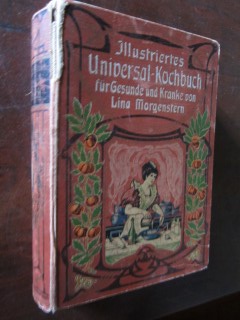 Illustriertes
Universal-Kochbuch
für Gesunde und Kranke von
Lina Morgenstern